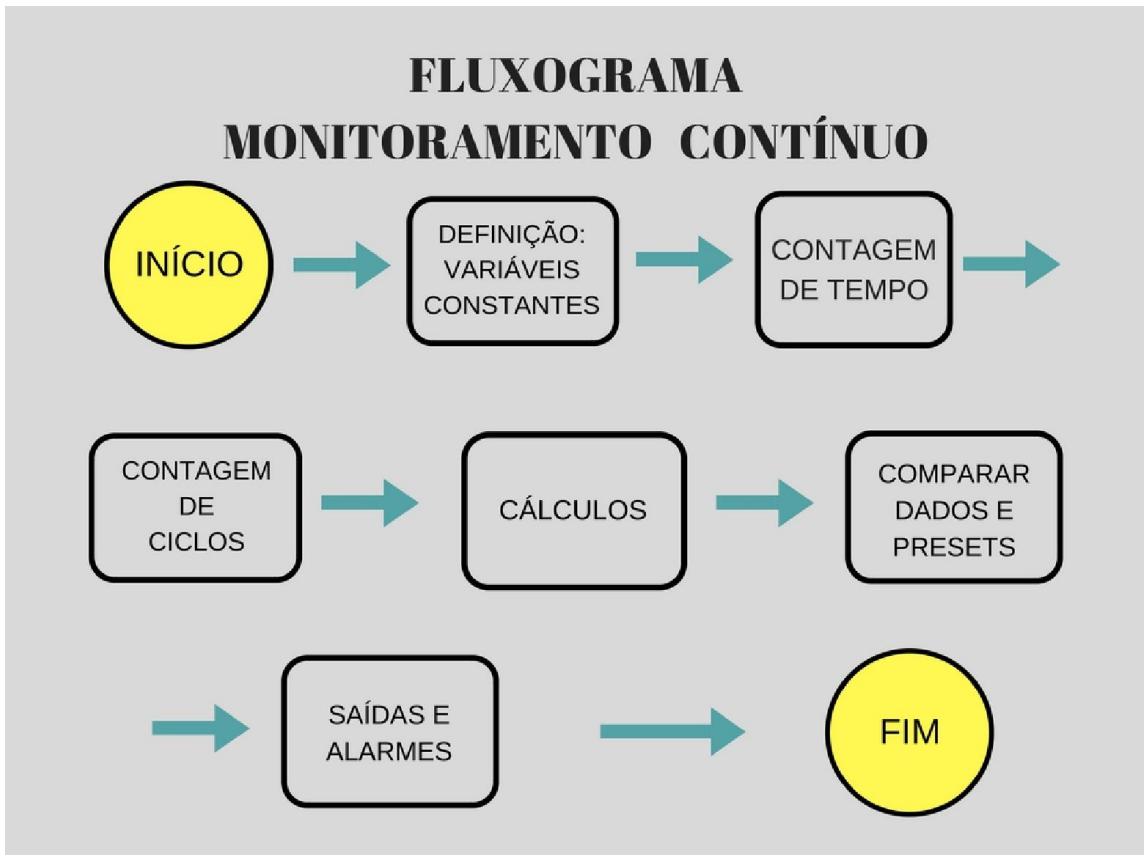 FLUXOGRAMA
MONITORAMENTO CONTÍNUO
INÍCIO
DEFINIÇÃO:
VARIÁVEIS
CONSTANTES
CONTAGEM
DE TEMPO
CONTAGEM
DE
CICLOS
CÁLCULOS
COMPARAR
DADOS E
PRESETS
SAÍDAS E
ALARMES
FIM